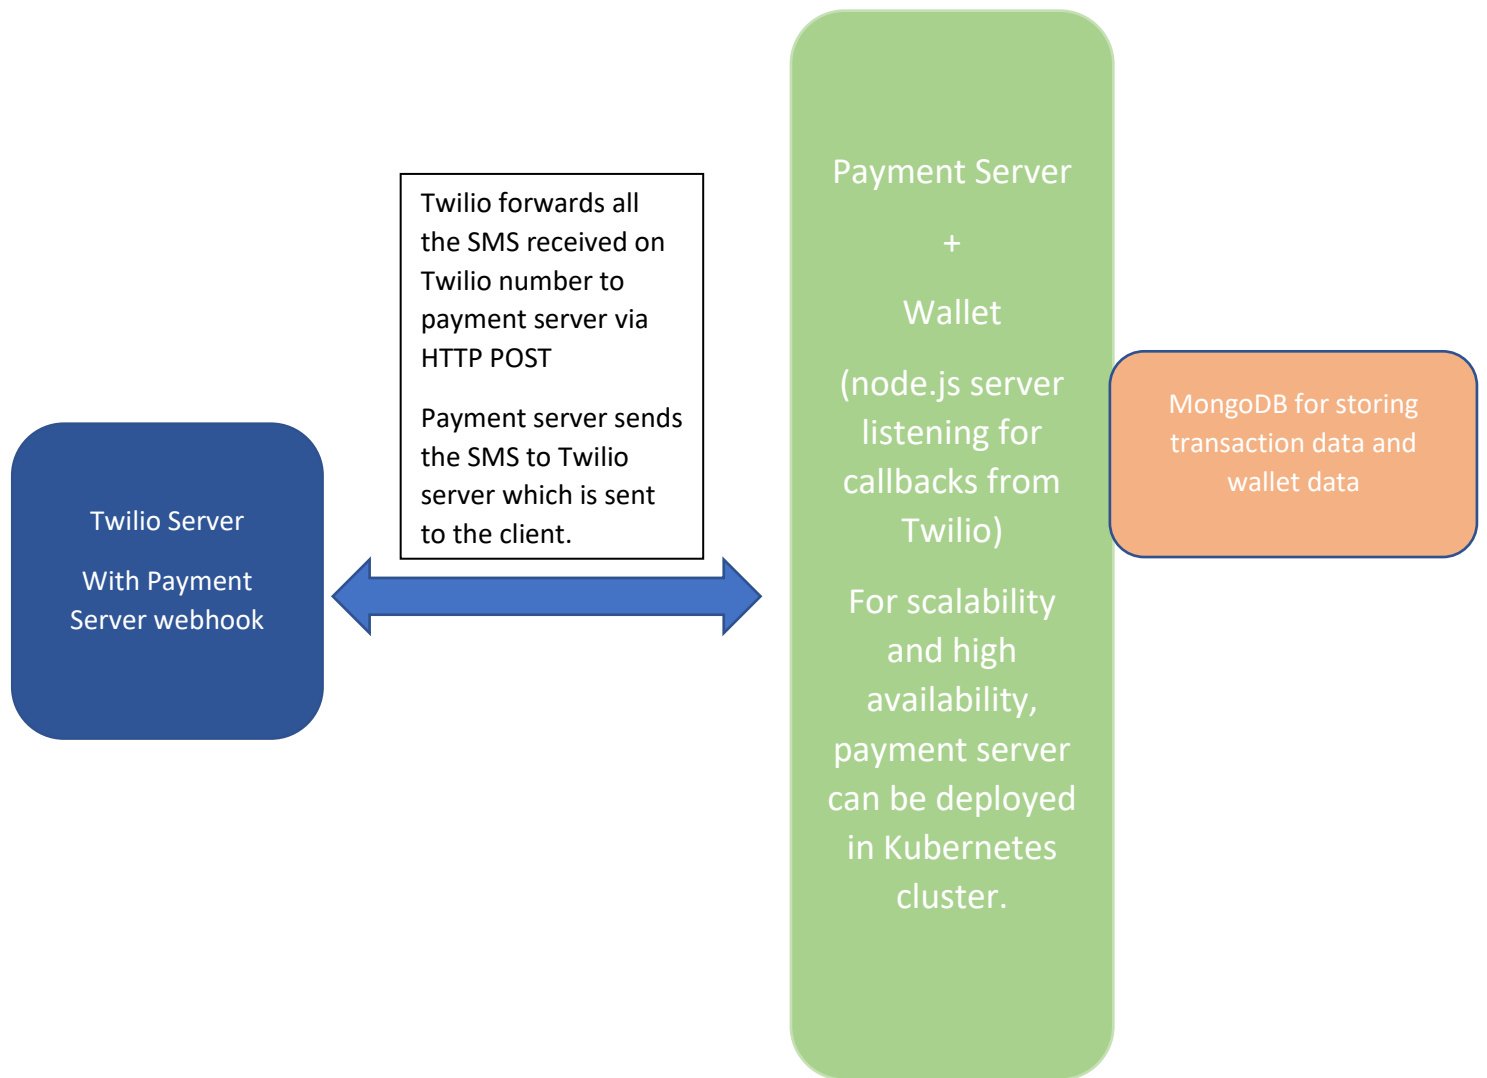 Twilio Server
With Payment
Server webhook
Twilio forwards all
the SMS received on
Twilio number to
payment server via
HTTP POST
Payment server sends
the SMS to Twilio
server which is sent
to the client.
Payment Server
+
Wallet
(node.js server
listening for
callbacks from
Twilio)
For scalability
and high
availability,
payment server
can be deployed
in Kubernetes
cluster.
MongoDB for storing
transaction data and
wallet data